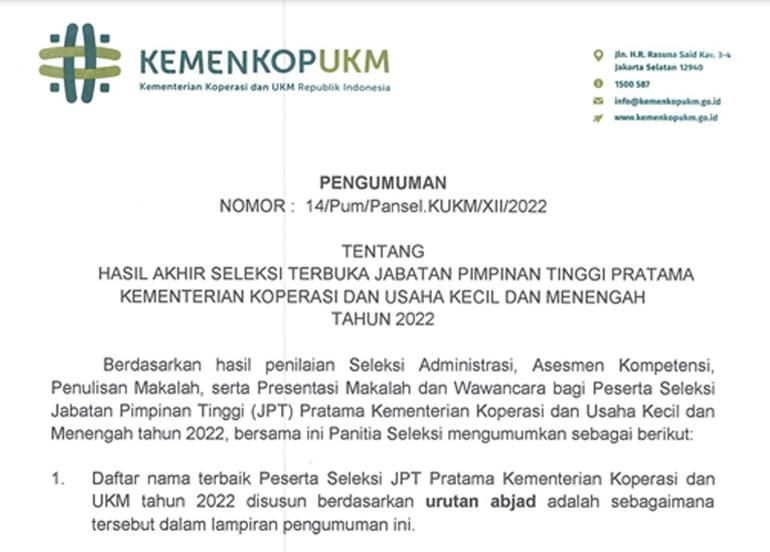 KEMENKOPUKM
Kementerian Koperasi dan UKM Republik Indonesia
Jln. H.R. Rasuna Said Kav. 3-4
Jakarta Selatan 12940
1500 587
info@kemenkopukm.go.id
www.kemenkopukm.go.id
PENGUMUMAN
NOMOR : 14/Pum/Pansel.KUKM/XII/2022
TENTANG
HASIL AKHIR SELEKSI TERBUKA JABATAN PIMPINAN TINGGI PRATAMA
KEMENTERIAN KOPERASI DAN USAHA KECIL DAN MENENGAH
TAHUN 2022
Berdasarkan hasil penilaian Seleksi Administrasi, Asesmen Kompetensi,
Penulisan Makalah, serta Presentasi Makalah dan Wawancara bagi Peserta Seleksi
Jabatan Pimpinan Tinggi (JPT) Pratama Kementerian Koperasi dan Usaha Kecil dan
Menengah tahun 2022, bersama ini Panitia Seleksi mengumumkan sebagai berikut:
1. Daftar nama terbaik Peserta Seleksi JPT Pratama Kementerian Koperasi dan
UKM tahun 2022 disusun berdasarkan urutan abjad adalah sebagaimana
tersebut dalam lampiran pengumuman ini.